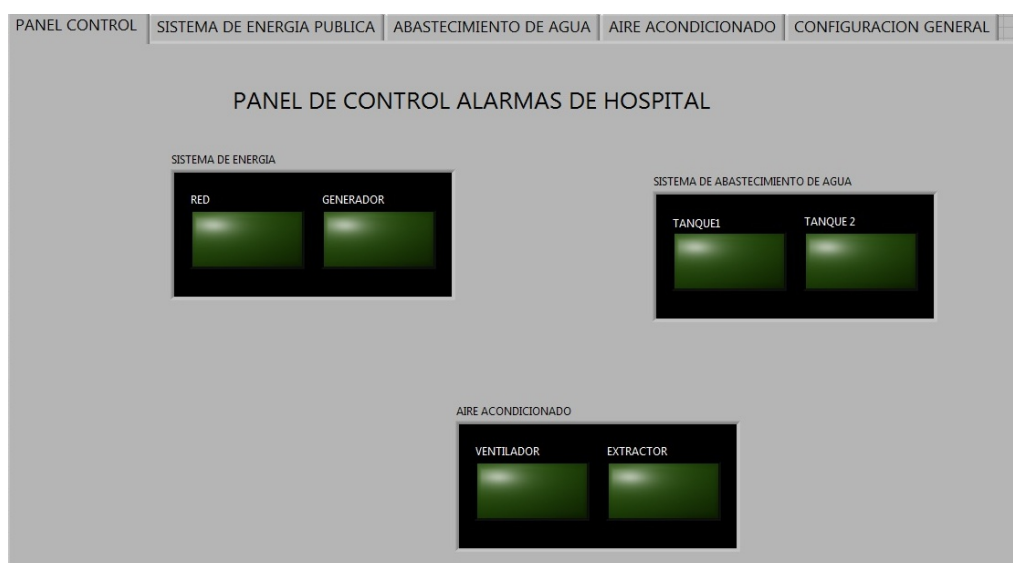 PANEL CONTROL SISTEMA DE ENERGIA PUBLICA ABASTECIMIENTO DE AGUA AIRE ACONDICIONADO CONFIGURACION GENERAL
PANEL DE CONTROL ALARMAS DE HOSPITAL
SISTEMA DE ENERGIA
RED GENERADOR
SISTEMA DE ABASTECIMIENTO DE AGUA
TANQUE1 TANQUE 2
AIRE ACONDICIONADO
VENTILADOR EXTRACTOR